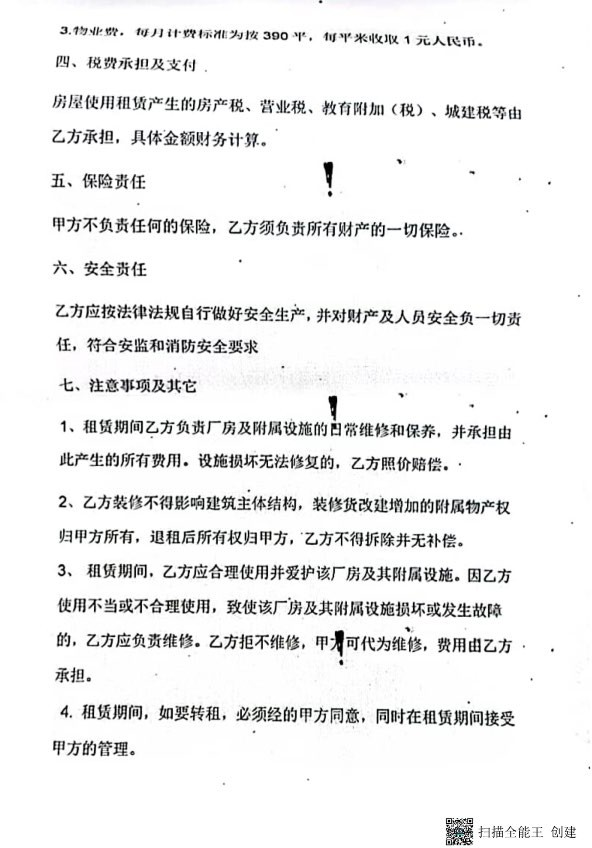 3.物业费，每月计费标准为按 390 平，每平米收取 1 元人民币。
四、税费承担及支付
房屋使用租赁产生的房产税、营业税、教育附加（税）、城建税等由
乙方承担，具体金额财务计算。
五、保险责任
甲方不负责任何的保险，乙方须负责所有财产的一切保险。
六、安全责任
乙方应按法律法规自行做好安全生产，并对财产及人员安全负一切责
任，符合安监和消防安全要求
七、注意事项及其它
1、租赁期间乙方负责厂房及附属设施的日常维修和保养，并承担由
此产生的所有费用。设施损坏无法修复的，乙方照价赔偿。
2、乙方装修不得影响建筑主体结构，装修货改建增加的附属物产权
归甲方所有，退租后所有权归甲方，乙方不得拆除并无补偿。
3、 租赁期间，乙方应合理使用并爱护该厂房及其附属设施。因乙方
使用不当或不合理使用，致使该厂房及其附属设施损坏或发生故障
的，乙方应负责维修。乙方拒不维修，甲方可代为维修，费用由乙方
承担。
4. 租赁期间，如要转租，必须经的甲方同意，同时在租赁期间接受
甲方的管理。
扫描全能王 创建